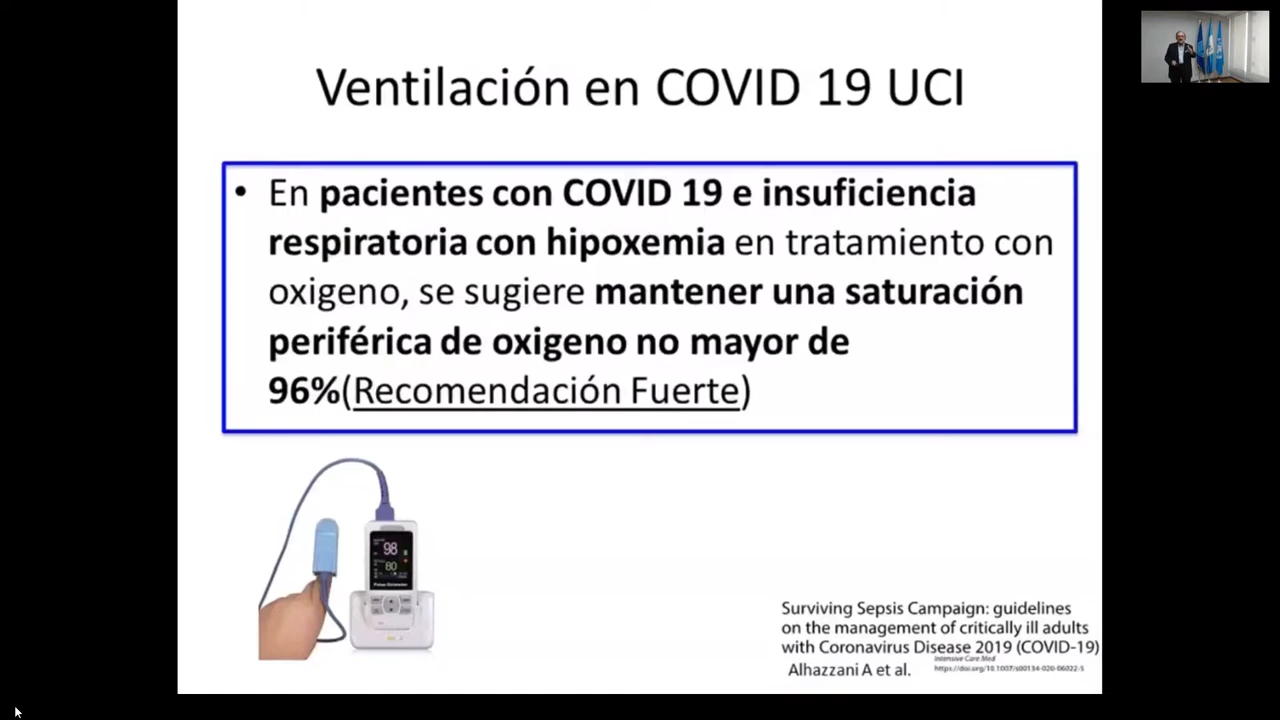 Ventilación en COVID 19 UCI
• En pacientes con COVID 19 e insuficiencia
respiratoria con hipoxemia en tratamiento con
oxigeno, se sugiere mantener una saturación
periférica de oxigeno no mayor de
96%(Recomendación Fuerte)
98
80
Surviving Sepsis Campaign: guidelines
on the management of critically ill adults
with Coronavirus Disease 2019 (COVID-19)
Intensive Care Med
Alhazzani A et al.
https://doi.org/10.1007/s00134-020-06022-5